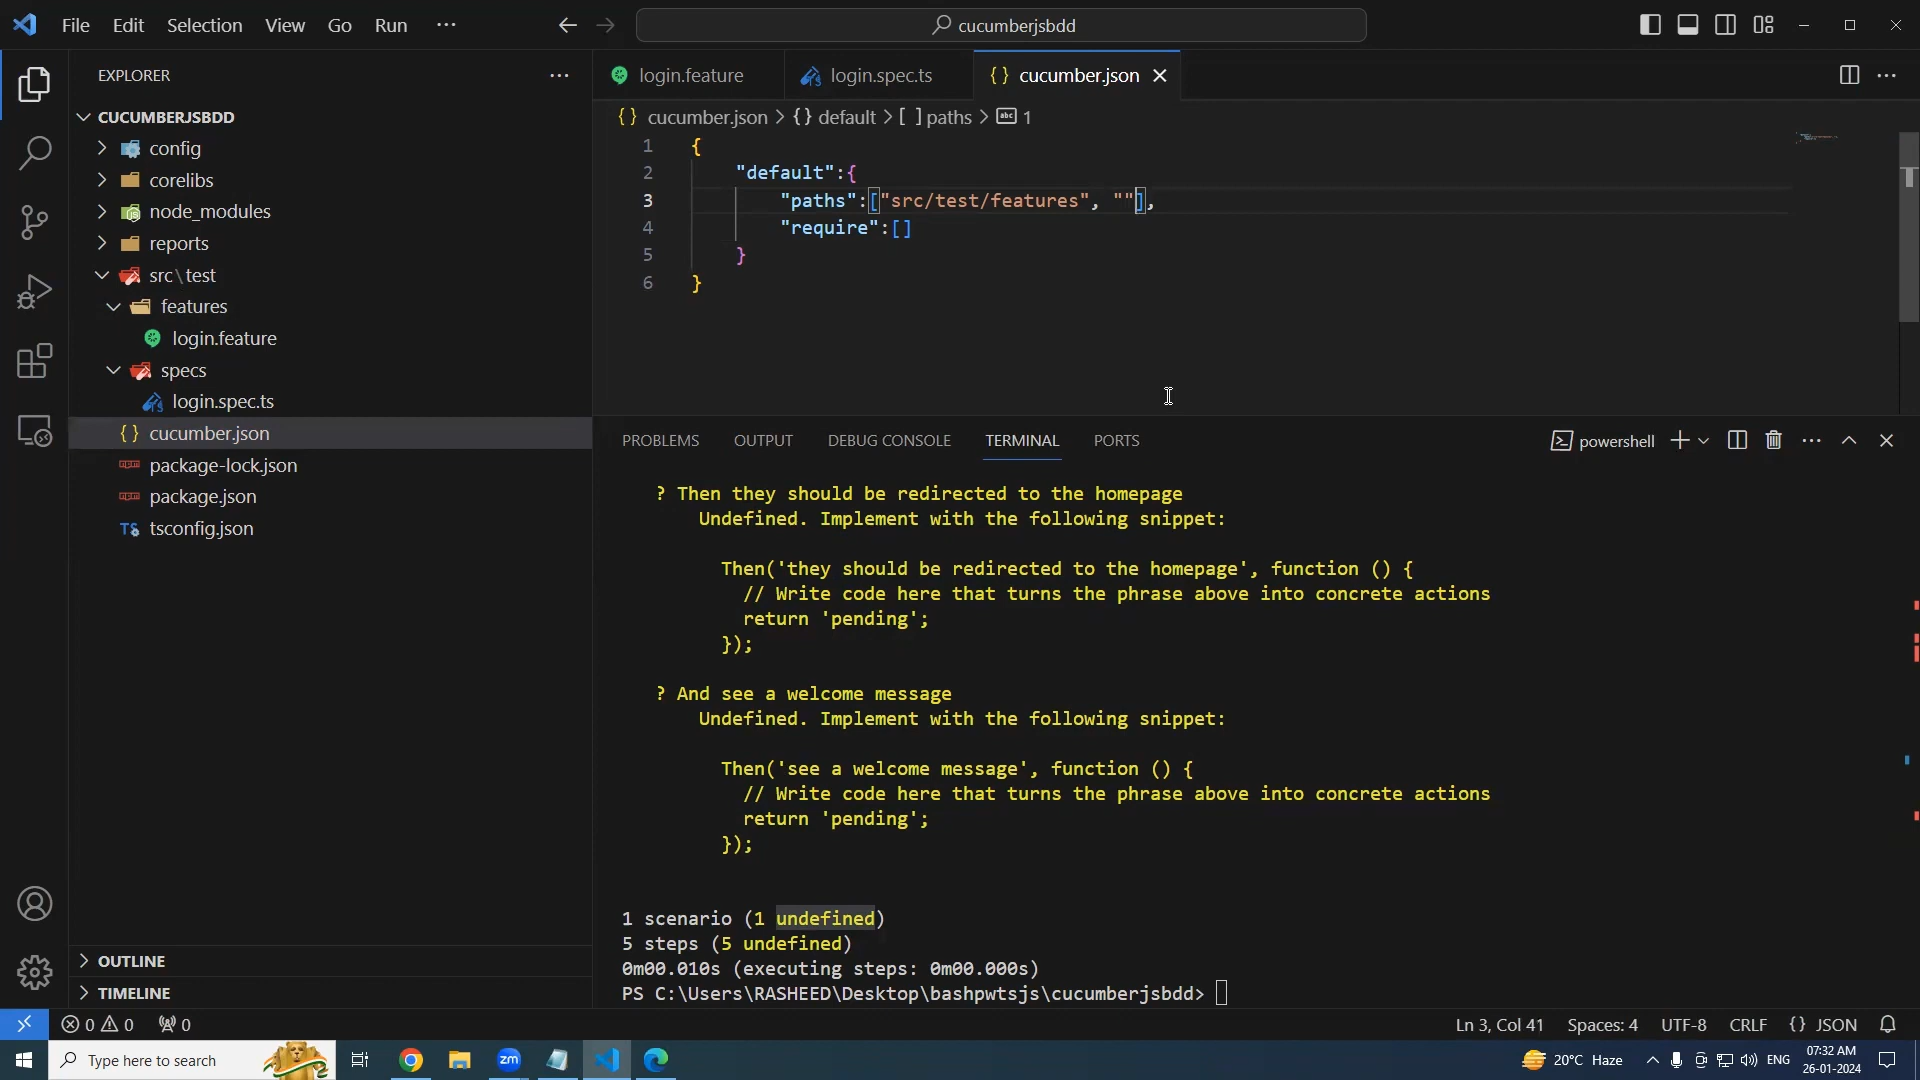 File Edit Selection View Go Run ···
cucumberjsbdd
EXPLORER
CUCUMBERJSBDD
config
corelibs
node_modules
reports
src\test
features
login.feature
specs
login.spec.ts
cucumber.json
package-lock.json
package.json
tsconfig.json
OUTLINE
TIMELINE
login.feature login.spec.ts {} cucumber.json
{} cucumber.json > {} default > [ ] paths > abc 1
1 {
2 "default":{
3 "paths":["src/test/features", ""],
4 "require":[]
5 }
6 }
PROBLEMS OUTPUT DEBUG CONSOLE TERMINAL PORTS
powershell
? Then they should be redirected to the homepage
Undefined. Implement with the following snippet:
Then('they should be redirected to the homepage', function () {
// Write code here that turns the phrase above into concrete actions
return 'pending';
});
? And see a welcome message
Undefined. Implement with the following snippet:
Then('see a welcome message', function () {
// Write code here that turns the phrase above into concrete actions
return 'pending';
});
1 scenario (1 undefined)
5 steps (5 undefined)
0m00.010s (executing steps: 0m00.000s)
PS C:\Users\RASHEED\Desktop\bashpwtsjs\cucumberjsbdd>
0 0 0 Ln 3, Col 41 Spaces: 4 UTF-8 CRLF {} JSON
Type here to search zm 20°C Haze ENG 07:32 AM
26-01-2024